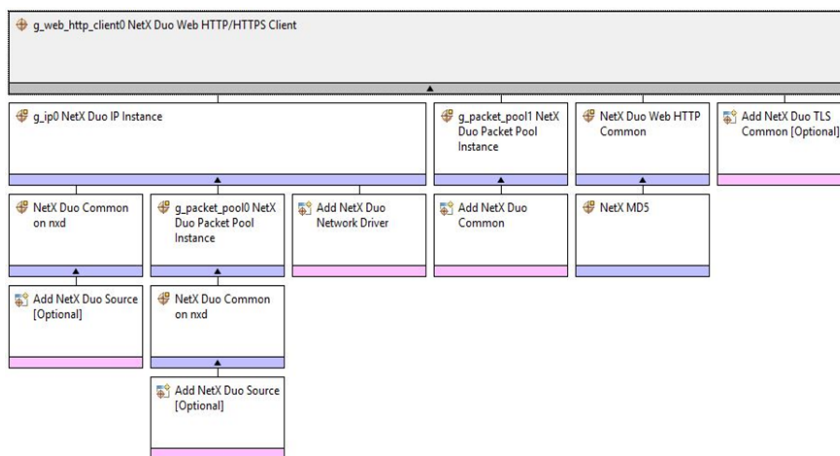 g_web_http_client0 NetX Duo Web HTTP/HTTPS Client
g_ip0 NetX Duo IP Instance
g_packet_pool1 NetX
Duo Packet Pool
Instance
NetX Duo Web HTTP
Common
Add NetX Duo TLS
Common [Optional]
NetX Duo Common
on nxd
g_packet_pool0 NetX
Duo Packet Pool
Instance
Add NetX Duo
Network Driver
Add NetX Duo
Common
NetX MD5
Add NetX Duo Source
[Optional]
NetX Duo Common
on nxd
Add NetX Duo Source
[Optional]